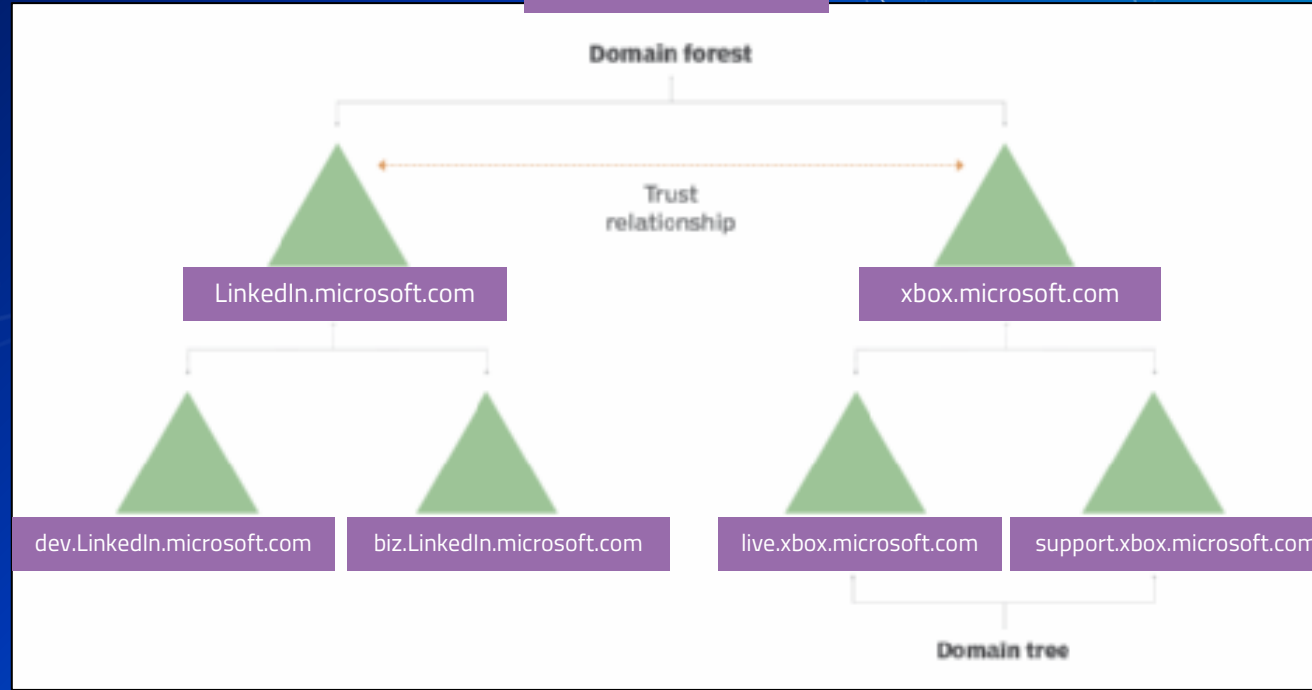 Domain forest
Trust
relationship
LinkedIn.microsoft.com
xbox.microsoft.com
dev.LinkedIn.microsoft.com
biz.LinkedIn.microsoft.com
live.xbox.microsoft.com
support.xbox.microsoft.com
Domain tree